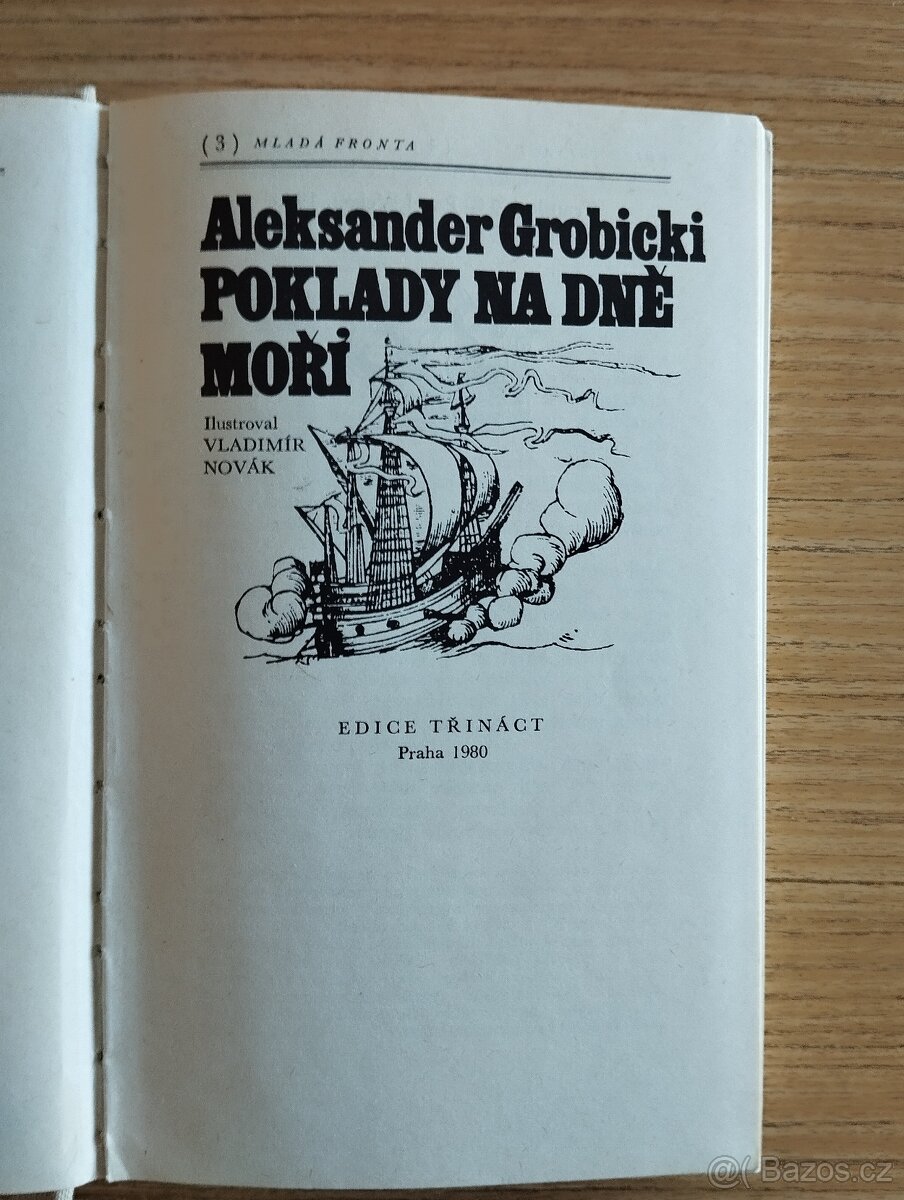 (3) MLADÁ FRONTA
Aleksander Grobicki
POKLADY NA DNĚ
MOŘÍ
Ilustroval
VLADIMÍR
NOVÁK
EDICE TŘINÁCT
Praha 1980
@Bazos.cz